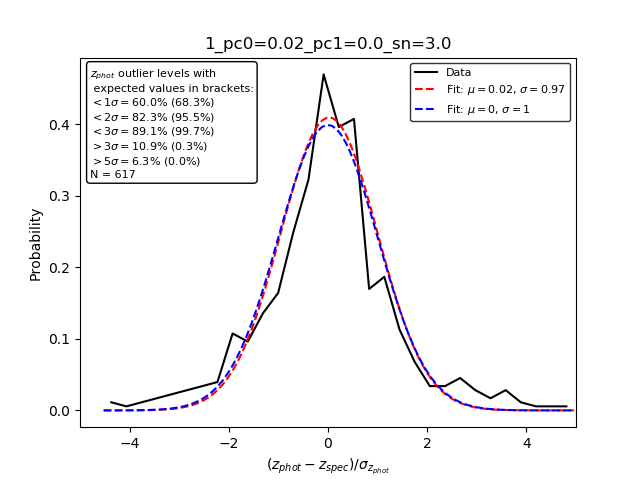 1_pc0=0.02_pc1=0.0_sn=3.0
z_phot outlier levels with
expected values in brackets:
<1σ = 60.0% (68.3%)
<2σ = 82.3% (95.5%)
<3σ = 89.1% (99.7%)
>3σ = 10.9% (0.3%)
>5σ = 6.3% (0.0%)
N = 617
Data
Fit: μ = 0.02, σ = 0.97
Fit: μ = 0, σ = 1
Probability
0.4
0.3
0.2
0.1
0.0
−4 −2 0 2 4
(z_phot − z_spec)/σ_z_phot